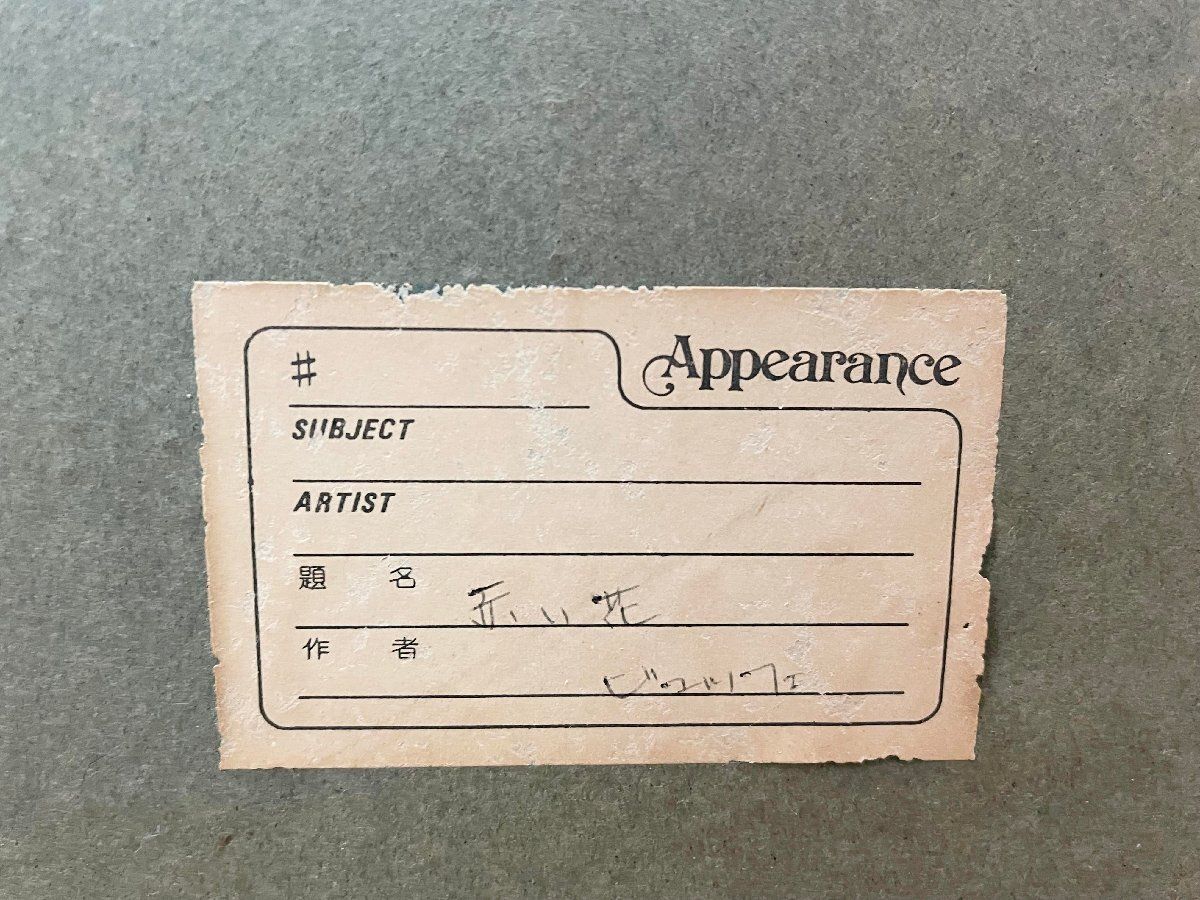 #
Appearance
SUBJECT
ARTIST
題 名 赤い花
作 者 ビュッフェ